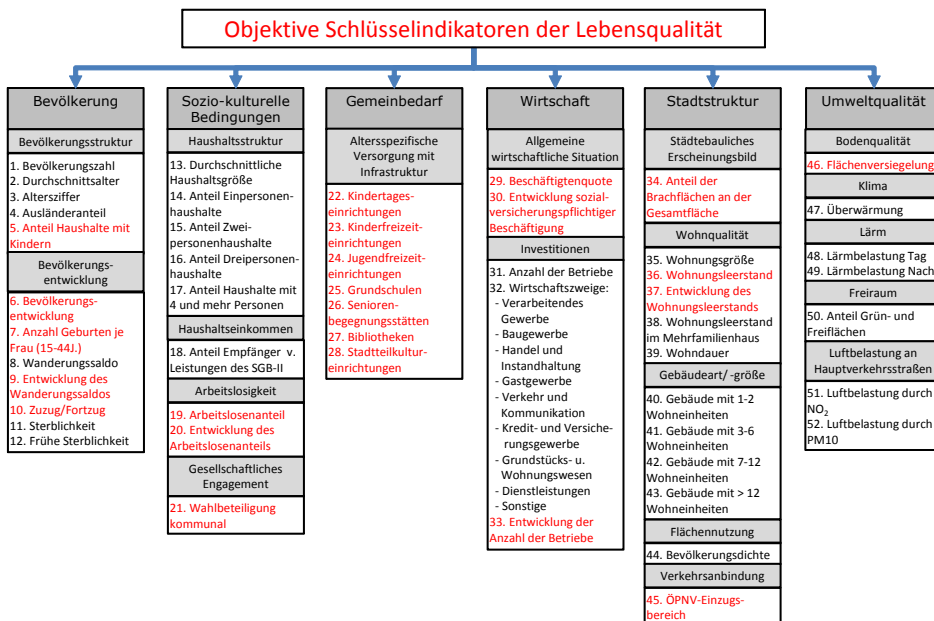 Objektive Schlüsselindikatoren der Lebensqualität
Bevölkerung
Bevölkerungsstruktur
1. Bevölkerungszahl
2. Durchschnittsalter
3. Alterziffer
4. Ausländeranteil
5. Anteil Haushalte mit
Kindern
Bevölkerungs-
entwicklung
6. Bevölkerungs-
entwicklung
7. Anzahl Geburten je
Frau (15-44J.)
8. Wanderungssaldo
9. Entwicklung des
Wanderungssaldos
10. Zuzug/Fortzug
11. Sterblichkeit
12. Frühe Sterblichkeit
Sozio-kulturelle
Bedingungen
Haushaltsstruktur
13. Durchschnittliche
Haushaltsgröße
14. Anteil Einpersonen-
haushalte
15. Anteil Zwei-
personenhaushalte
16. Anteil Dreipersonen-
haushalte
17. Anteil Haushalte mit
4 und mehr Personen
Haushaltseinkommen
18. Anteil Empfänger v.
Leistungen des SGB-II
Arbeitslosigkeit
19. Arbeitslosenanteil
20. Entwicklung des
Arbeitslosenanteils
Gesellschaftliches
Engagement
21. Wahlbeteiligung
kommunal
Gemeinbedarf
Altersspezifische
Versorgung mit
Infrastruktur
22. Kindertages-
einrichtungen
23. Kinderfreizeit-
einrichtungen
24. Jugendfreizeit-
einrichtungen
25. Grundschulen
26. Senioren-
begegnungsstätten
27. Bibliotheken
28. Stadtteilkultur-
einrichtungen
Wirtschaft
Allgemeine
wirtschaftliche Situation
29. Beschäftigtenquote
30. Entwicklung sozial-
versicherungspflichtiger
Beschäftigung
Investitionen
31. Anzahl der Betriebe
32. Wirtschaftszweige:
- Verarbeitendes
Gewerbe
- Baugewerbe
- Handel und
Instandhaltung
- Gastgewerbe
- Verkehr und
Kommunikation
- Kredit- und Versiche-
rungsgewerbe
- Grundstücks- u.
Wohnungswesen
- Dienstleistungen
- Sonstige
33. Entwicklung der
Anzahl der Betriebe
Stadtstruktur
Städtebauliches
Erscheinungsbild
34. Anteil der
Brachflächen an der
Gesamtfläche
Wohnqualität
35. Wohnungsgröße
36. Wohnungsleerstand
37. Entwicklung des
Wohnungsleerstands
38. Wohnungsleerstand
im Mehrfamilienhaus
39. Wohndauer
Gebäudeart/ -größe
40. Gebäude mit 1-2
Wohneinheiten
41. Gebäude mit 3-6
Wohneinheiten
42. Gebäude mit 7-12
Wohneinheiten
43. Gebäude mit > 12
Wohneinheiten
Flächennutzung
44. Bevölkerungsdichte
Verkehrsanbindung
45. ÖPNV-Einzugs-
bereich
Umweltqualität
Bodenqualität
46. Flächenversiegelung
Klima
47. Überwärmung
Lärm
48. Lärmbelastung Tag
49. Lärmbelastung Nach
Freiraum
50. Anteil Grün- und
Freiflächen
Luftbelastung an
Hauptverkehrsstraßen
51. Luftbelastung durch
NO₂
52. Luftbelastung durch
PM10